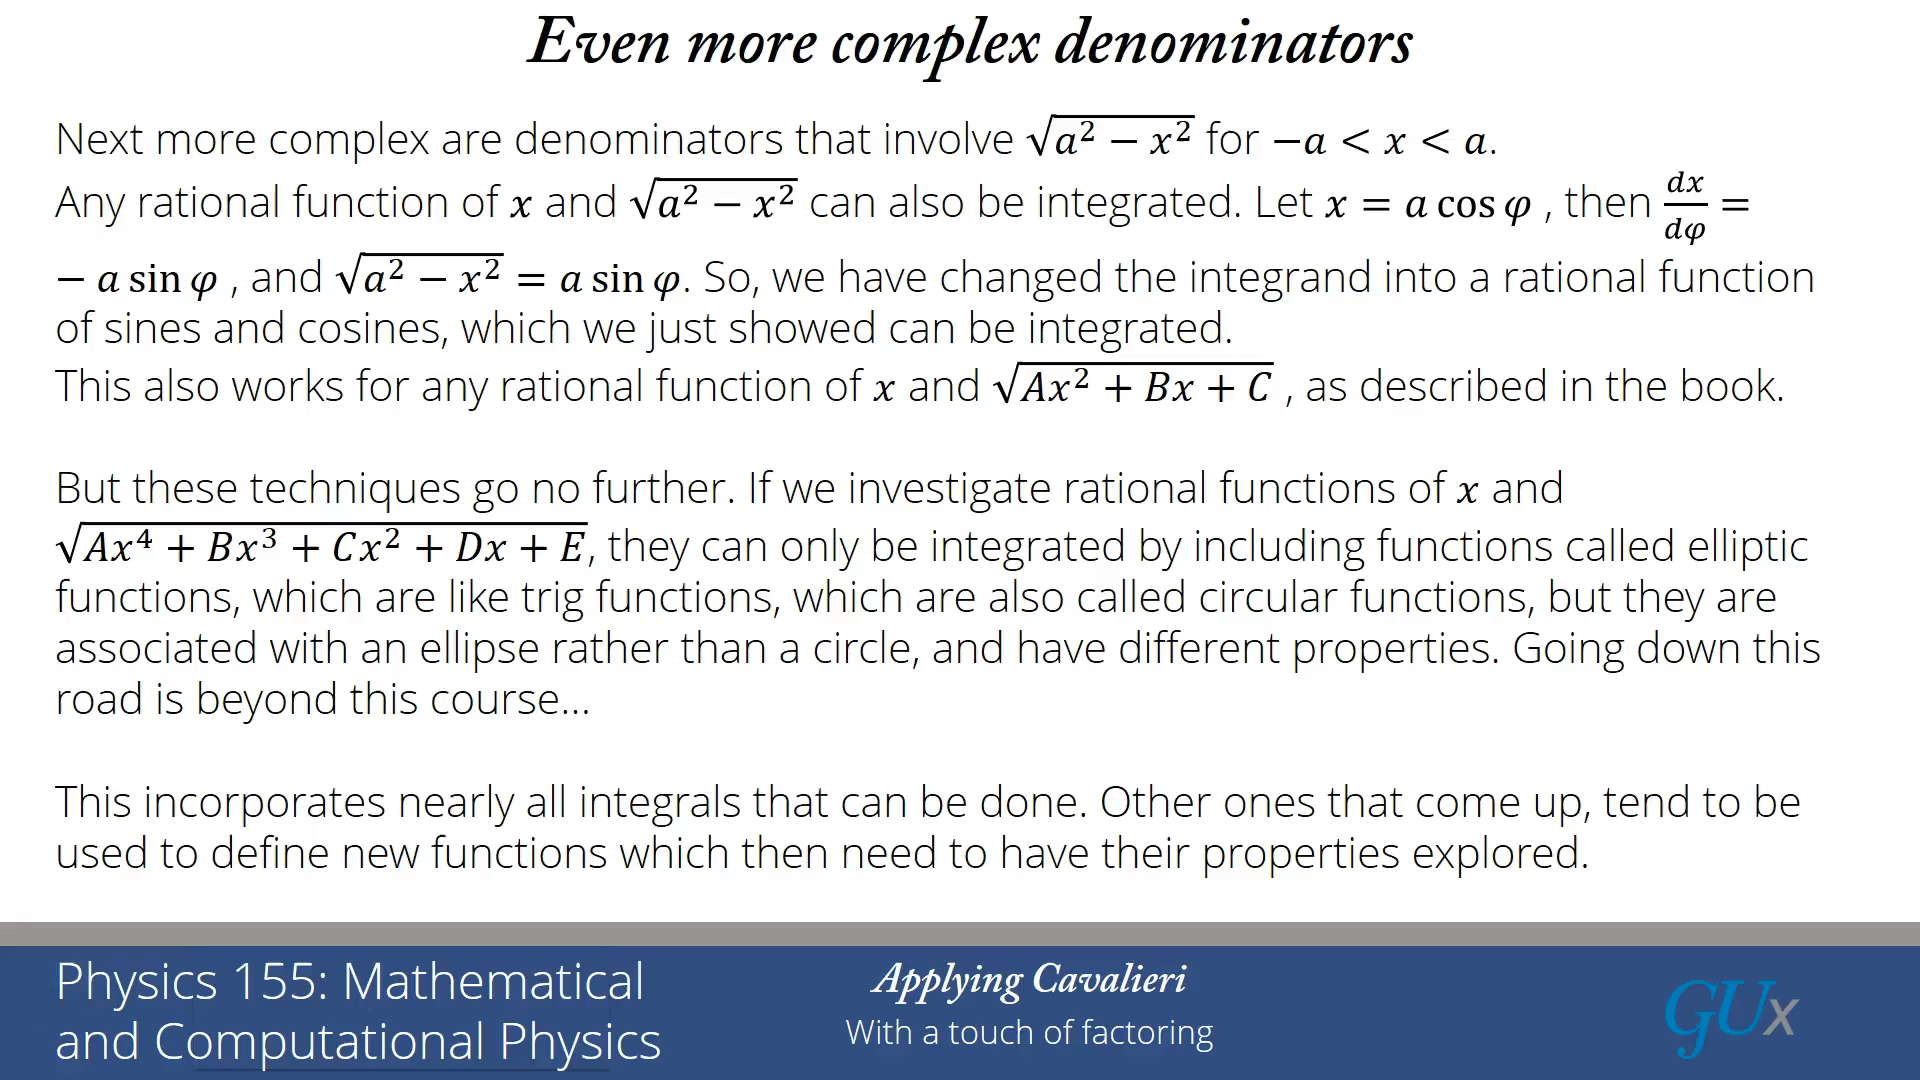 Even more complex denominators
Next more complex are denominators that involve √(a² − x²) for −a < x < a.
Any rational function of x and √(a² − x²) can also be integrated. Let x = a cos φ , then dx/dφ =
− a sin φ , and √(a² − x²) = a sin φ. So, we have changed the integrand into a rational function
of sines and cosines, which we just showed can be integrated.
This also works for any rational function of x and √(Ax² + Bx + C) , as described in the book.
But these techniques go no further. If we investigate rational functions of x and
√(Ax⁴ + Bx³ + Cx² + Dx + E), they can only be integrated by including functions called elliptic
functions, which are like trig functions, which are also called circular functions, but they are
associated with an ellipse rather than a circle, and have different properties. Going down this
road is beyond this course…
This incorporates nearly all integrals that can be done. Other ones that come up, tend to be
used to define new functions which then need to have their properties explored.
Physics 155: Mathematical
and Computational Physics
Applying Cavalieri
With a touch of factoring
GUx